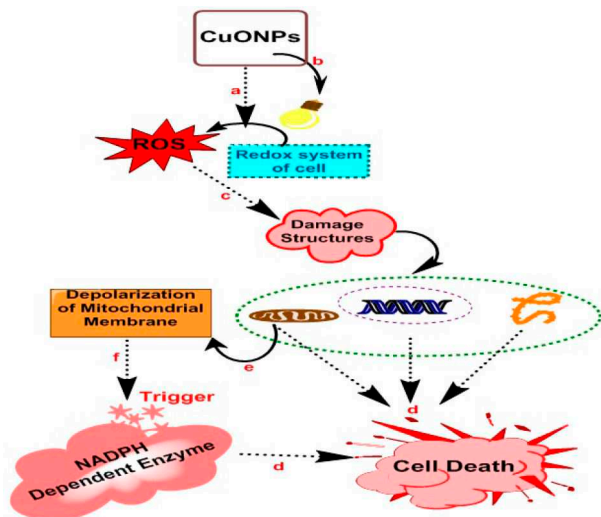 CuONPs
b
a
ROS
Redox system
of cell
c
Damage
Structures
Depolarization
of Mitochondrial
Membrane
e
f
d
Trigger
NADPH
Dependent Enzyme
d
Cell Death